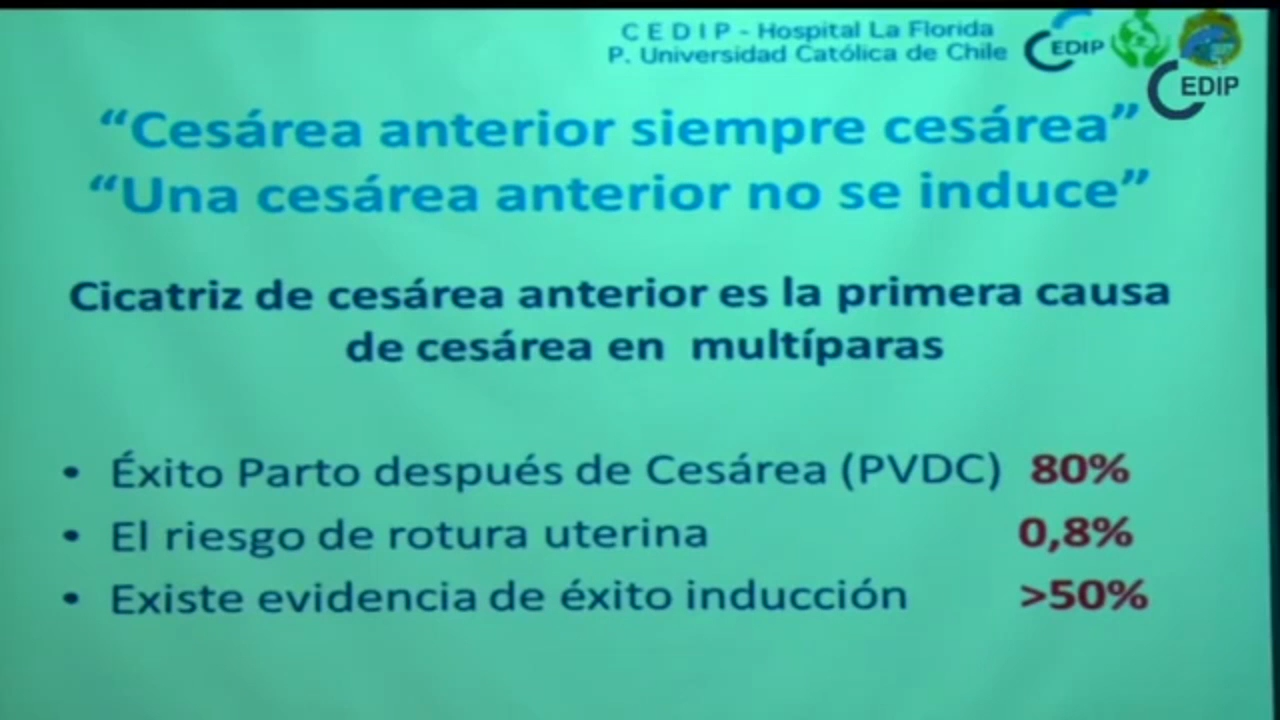 C E D I P - Hospital La Florida
P. Universidad Católica de Chile
CEDIP
CEDIP
“Cesárea anterior siempre cesárea”
“Una cesárea anterior no se induce”
Cicatriz de cesárea anterior es la primera causa
de cesárea en multíparas
• Éxito Parto después de Cesárea (PVDC) 80%
• El riesgo de rotura uterina 0,8%
• Existe evidencia de éxito inducción >50%